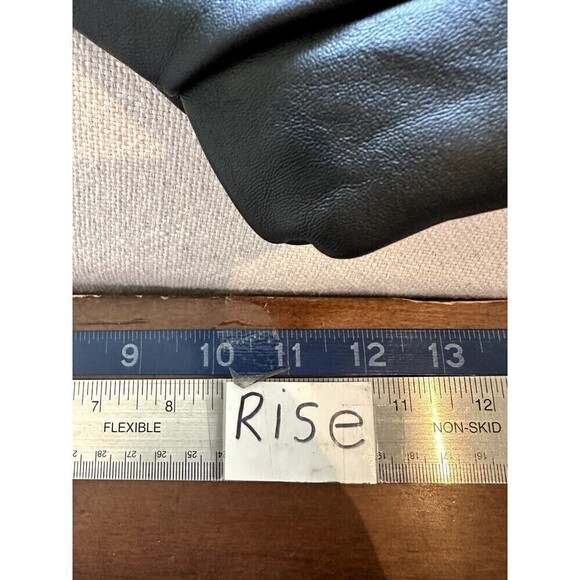 9 10 11 12 13
7 8 11 12
FLEXIBLE Rise NON-SKID